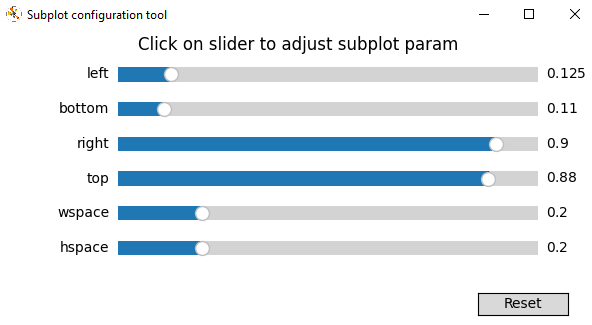 Subplot configuration tool
Click on slider to adjust subplot param
left 0.125
bottom 0.11
right 0.9
top 0.88
wspace 0.2
hspace 0.2
Reset